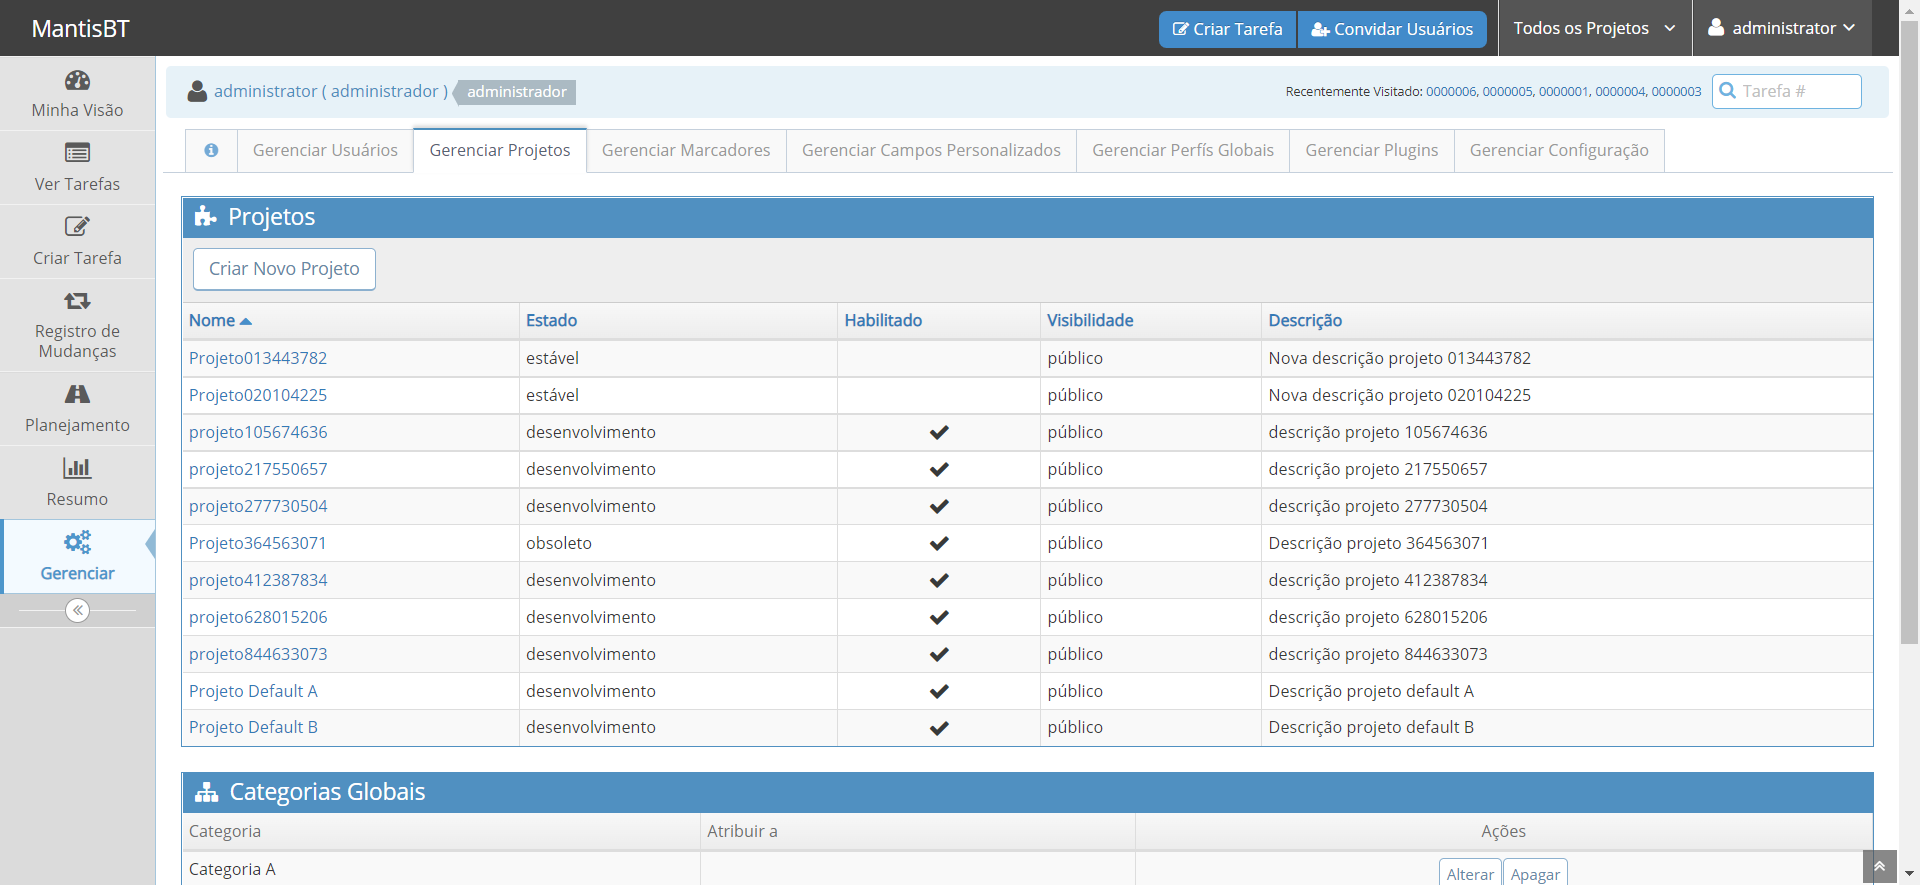 MantisBT
Criar Tarefa Convidar Usuários Todos os Projetos administrator
Minha Visão
Ver Tarefas
Criar Tarefa
Registro de
Mudanças
Planejamento
Resumo
Gerenciar
administrator ( administrador ) administrador
Recentemente Visitado: 0000006, 0000005, 0000001, 0000004, 0000003 Tarefa #
Gerenciar Usuários Gerenciar Projetos Gerenciar Marcadores Gerenciar Campos Personalizados Gerenciar Perfís Globais Gerenciar Plugins Gerenciar Configuração
Projetos
Criar Novo Projeto
Nome Estado Habilitado Visibilidade Descrição
Projeto013443782 estável público Nova descrição projeto 013443782
Projeto020104225 estável público Nova descrição projeto 020104225
projeto105674636 desenvolvimento público descrição projeto 105674636
projeto217550657 desenvolvimento público descrição projeto 217550657
projeto277730504 desenvolvimento público descrição projeto 277730504
Projeto364563071 obsoleto público Descrição projeto 364563071
projeto412387834 desenvolvimento público descrição projeto 412387834
projeto628015206 desenvolvimento público descrição projeto 628015206
projeto844633073 desenvolvimento público descrição projeto 844633073
Projeto Default A desenvolvimento público Descrição projeto default A
Projeto Default B desenvolvimento público Descrição projeto default B
Categorias Globais
Categoria Atribuir a Ações
Categoria A Alterar Apagar